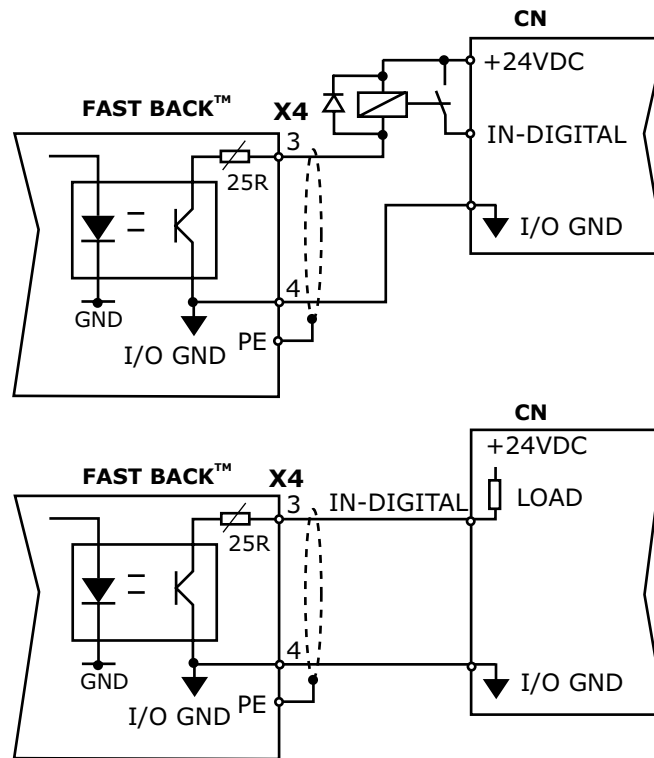 CN
+24VDC
FAST BACK™
X4
3
IN-DIGITAL
25R
I/O GND
4
GND
I/O GND
PE
CN
+24VDC
FAST BACK™
X4
3
IN-DIGITAL
LOAD
25R
4
GND
I/O GND
I/O GND
PE